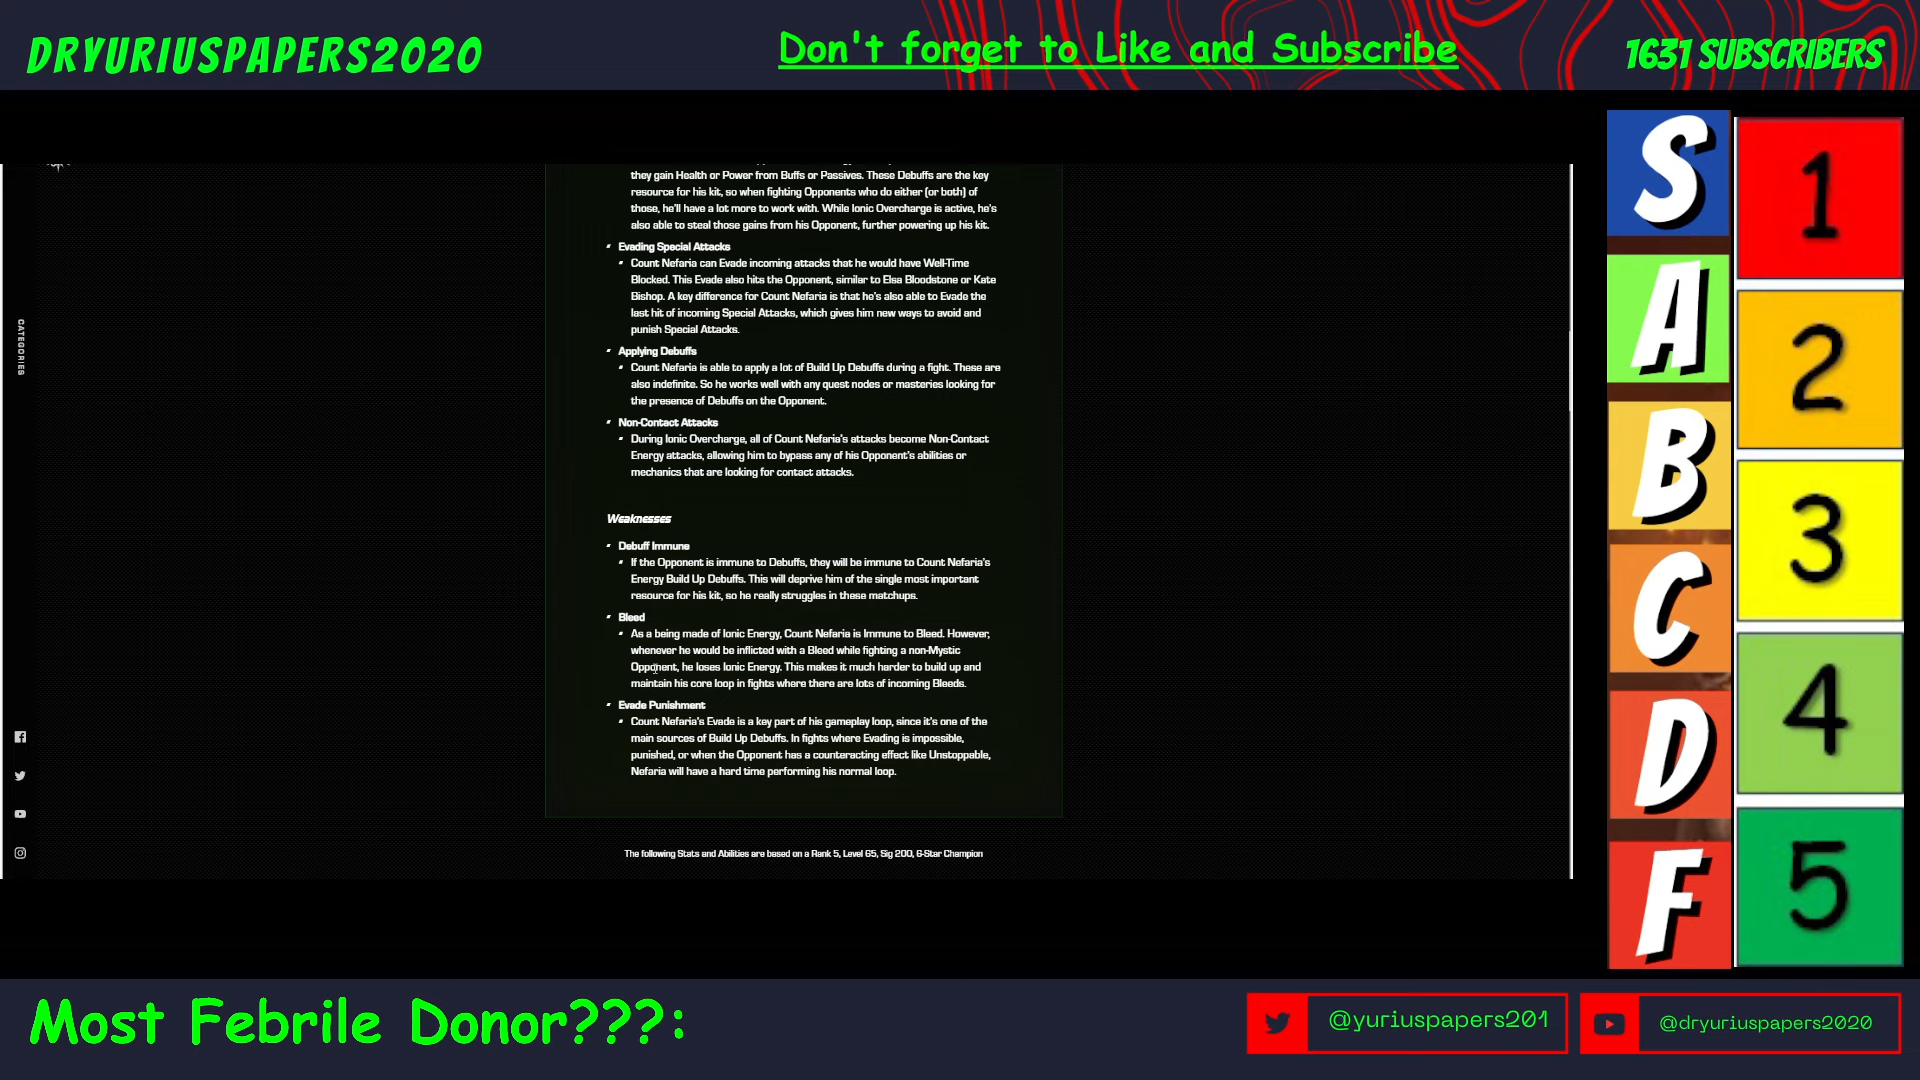 DRYURIUSPAPERS2020
Don't forget to Like and Subscribe
1631 SUBSCRIBERS
they gain Health or Power from Buffs or Passives. These Debuffs are the key
resource for his kit, so when fighting Opponents who do either (or both) of
those, he'll have a lot more to work with. While Ionic Overcharge is active, he's
also able to steal those gains from his Opponent, further powering up his kit.
Evading Special Attacks
Count Nefaria can Evade incoming attacks that he would have Well-Time
Blocked. This Evade also hits the Opponent, similar to Elsa Bloodstone or Kate
Bishop. A key difference for Count Nefaria is that he's also able to Evade the
last hit of incoming Special Attacks, which gives him new ways to avoid and
punish Special Attacks.
Applying Debuffs
Count Nefaria is able to apply a lot of Build Up Debuffs during a fight. These are
also indefinite. So he works well with any quest nodes or masteries looking for
the presence of Debuffs on the Opponent.
Non-Contact Attacks
During Ionic Overcharge, all of Count Nefaria's attacks become Non-Contact
Energy attacks, allowing him to bypass any of his Opponent's abilities or
mechanics that are looking for contact attacks.
Weaknesses
Debuff Immune
If the Opponent is immune to Debuffs, they will be immune to Count Nefaria's
Energy Build Up Debuffs. This will deprive him of the single most important
resource for his kit, so he really struggles in these matchups.
Bleed
As a being made of Ionic Energy, Count Nefaria is Immune to Bleed. However,
whenever he would be inflicted with a Bleed while fighting a non-Mystic
Opponent, he loses Ionic Energy. This makes it much harder to build up and
maintain his core loop in fights where there are lots of incoming Bleeds.
Evade Punishment
Count Nefaria's Evade is a key part of his gameplay loop, since it's one of the
main sources of Build Up Debuffs. In fights where Evading is impossible,
punished, or when the Opponent has a counteracting effect like Unstoppable,
Nefaria will have a hard time performing his normal loop.
The following Stats and Abilities are based on a Rank 5, Level 65, Sig 200, 6-Star Champion
CATEGORIES
S
A
B
C
D
F
1
2
3
4
5
Most Febrile Donor???:
@yuriuspapers201
@dryuriuspapers2020